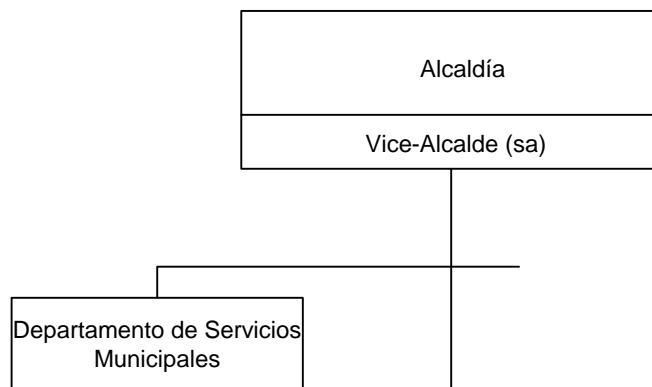 Alcaldía
Vice-Alcalde (sa)
Departamento de Servicios
Municipales